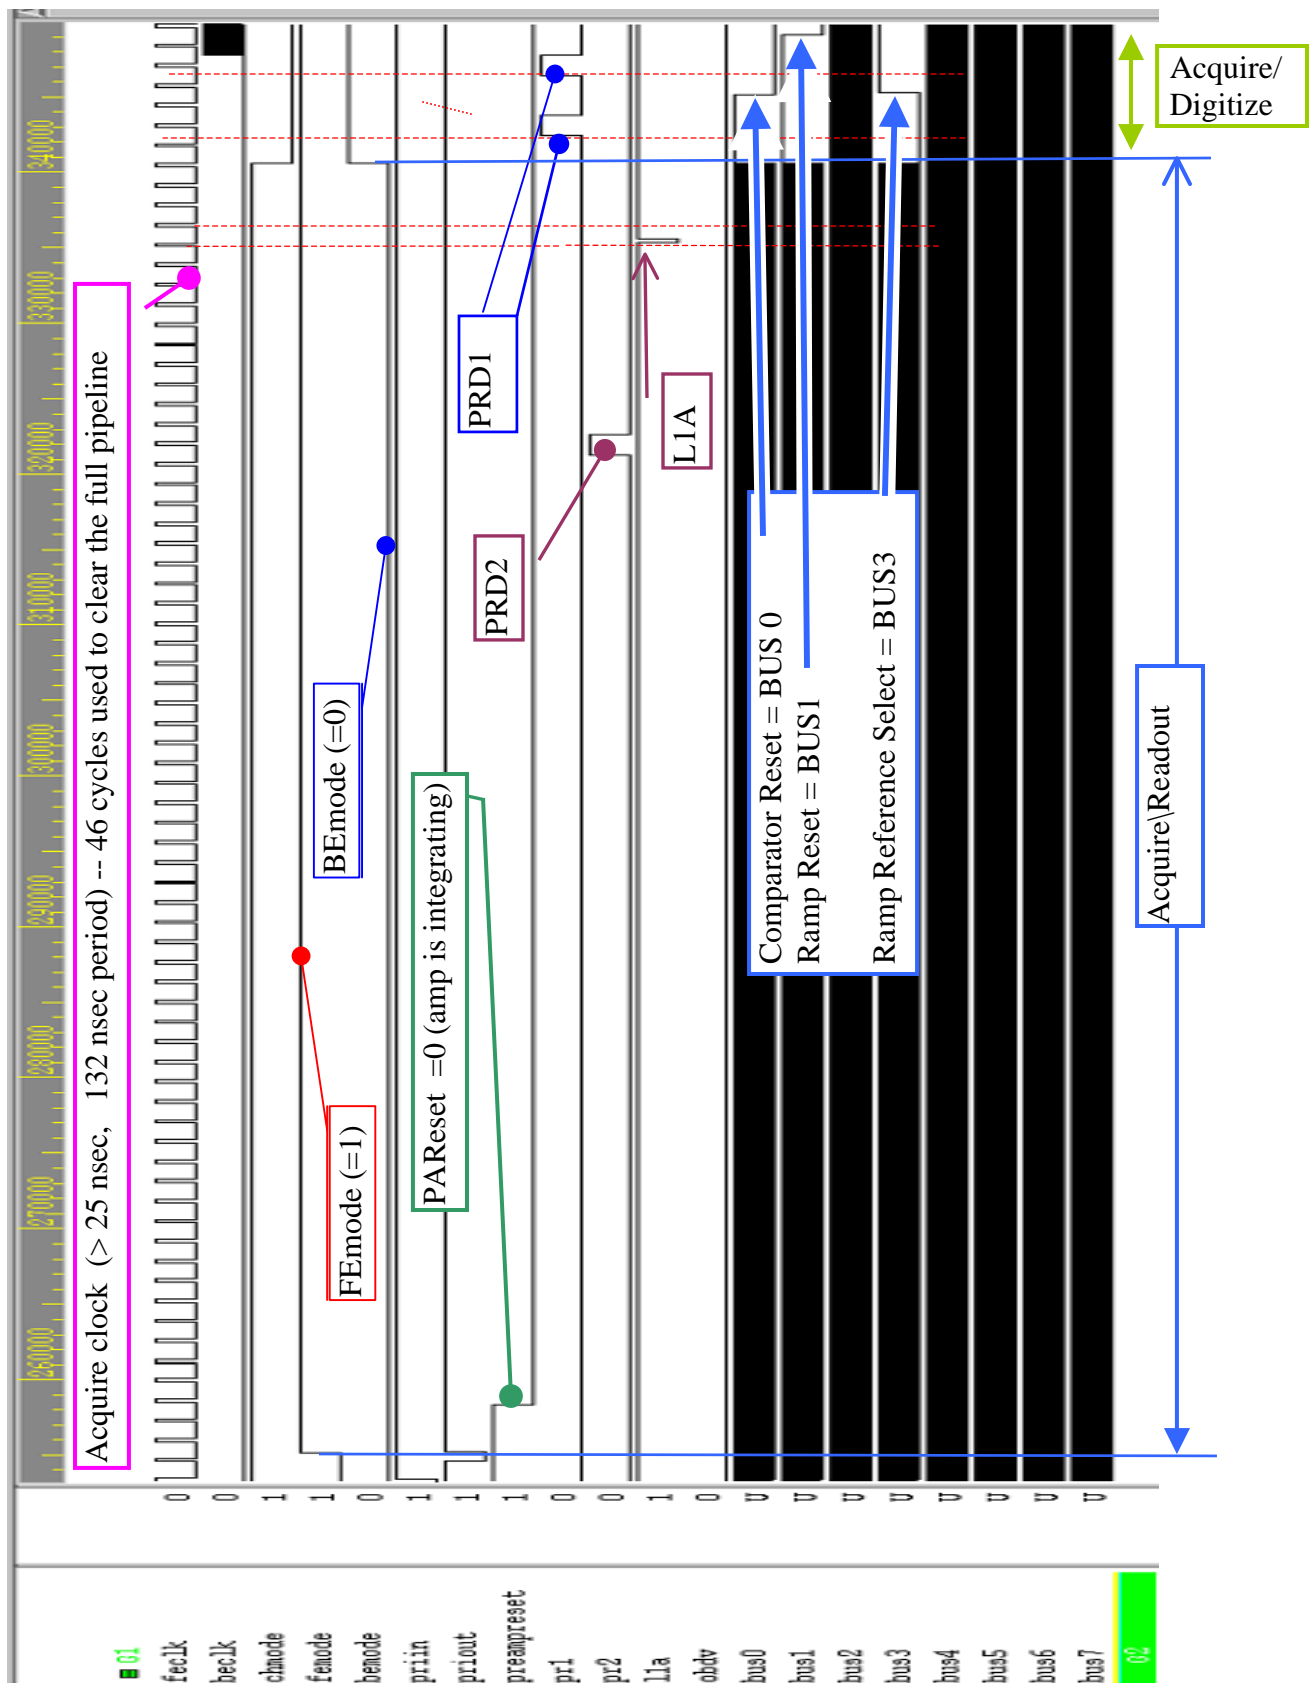 260000 270000 280000 290000 300000 310000 320000 330000 340000
Acquire clock (> 25 nsec, 132 nsec period) -- 46 cycles used to clear the full pipeline
G1
feclk 0
beclk 0
chmode 1
femode 1
bemode 0
priin 1
priout 1
preampreset 1
pr1 0
pr2 0
l1a 1
obdv 0
bus0 U
bus1 U
bus2 U
bus3 U
bus4 U
bus5 U
bus6 U
bus7 U
G2
FEmode (=1)
BEmode (=0)
PAReset =0 (amp is integrating)
PRD1
PRD2
L1A
Comparator Reset = BUS 0
Ramp Reset = BUS1
Ramp Reference Select = BUS3
Acquire\Readout
Acquire/
Digitize